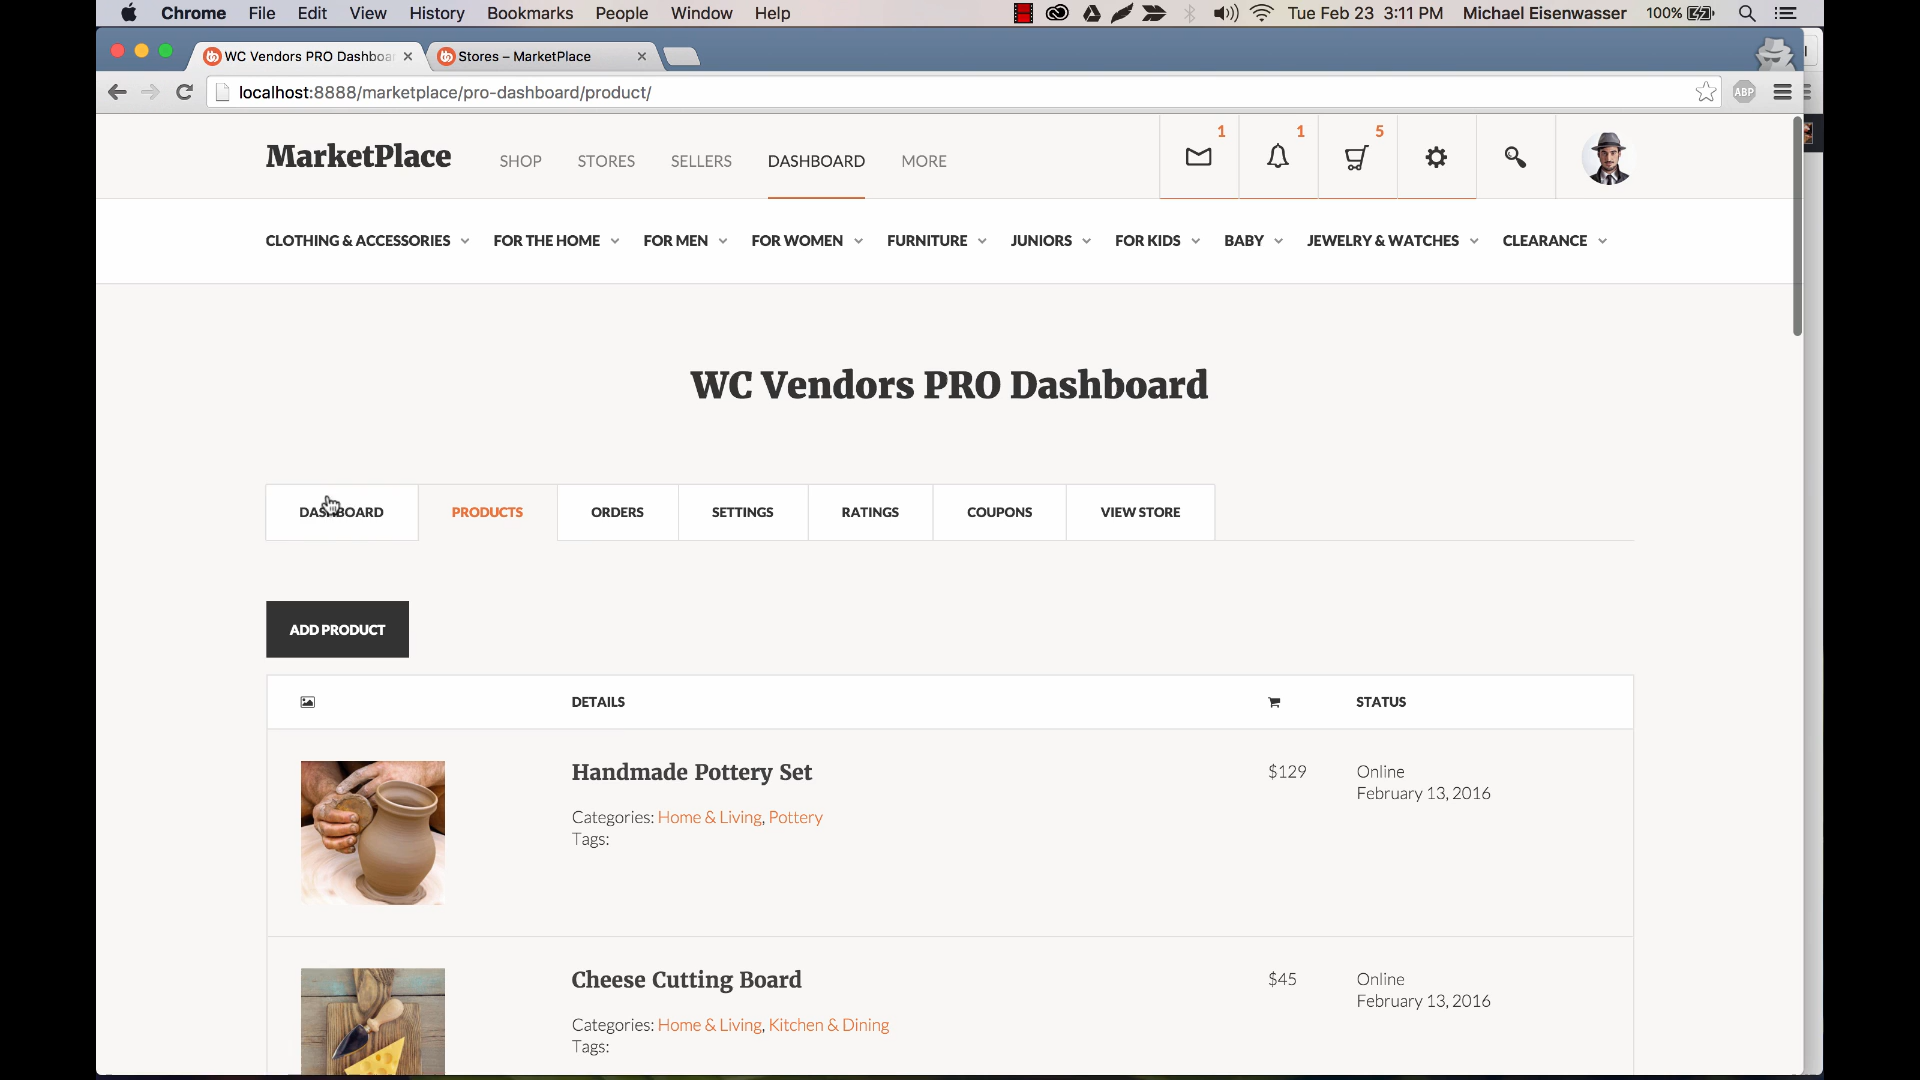 Chrome File Edit View History Bookmarks People Window Help Tue Feb 23 3:11 PM Michael Eisenwasser 100%
WC Vendors PRO Dashboa Stores – MarketPlace
localhost:8888/marketplace/pro-dashboard/product/ ABP
MarketPlace SHOP STORES SELLERS DASHBOARD MORE 1 1 5
CLOTHING & ACCESSORIES FOR THE HOME FOR MEN FOR WOMEN FURNITURE JUNIORS FOR KIDS BABY JEWELRY & WATCHES CLEARANCE
WC Vendors PRO Dashboard
DASHBOARD PRODUCTS ORDERS SETTINGS RATINGS COUPONS VIEW STORE
ADD PRODUCT
DETAILS STATUS
Handmade Pottery Set $129 Online
February 13, 2016
Categories: Home & Living, Pottery
Tags:
Cheese Cutting Board $45 Online
February 13, 2016
Categories: Home & Living, Kitchen & Dining
Tags: